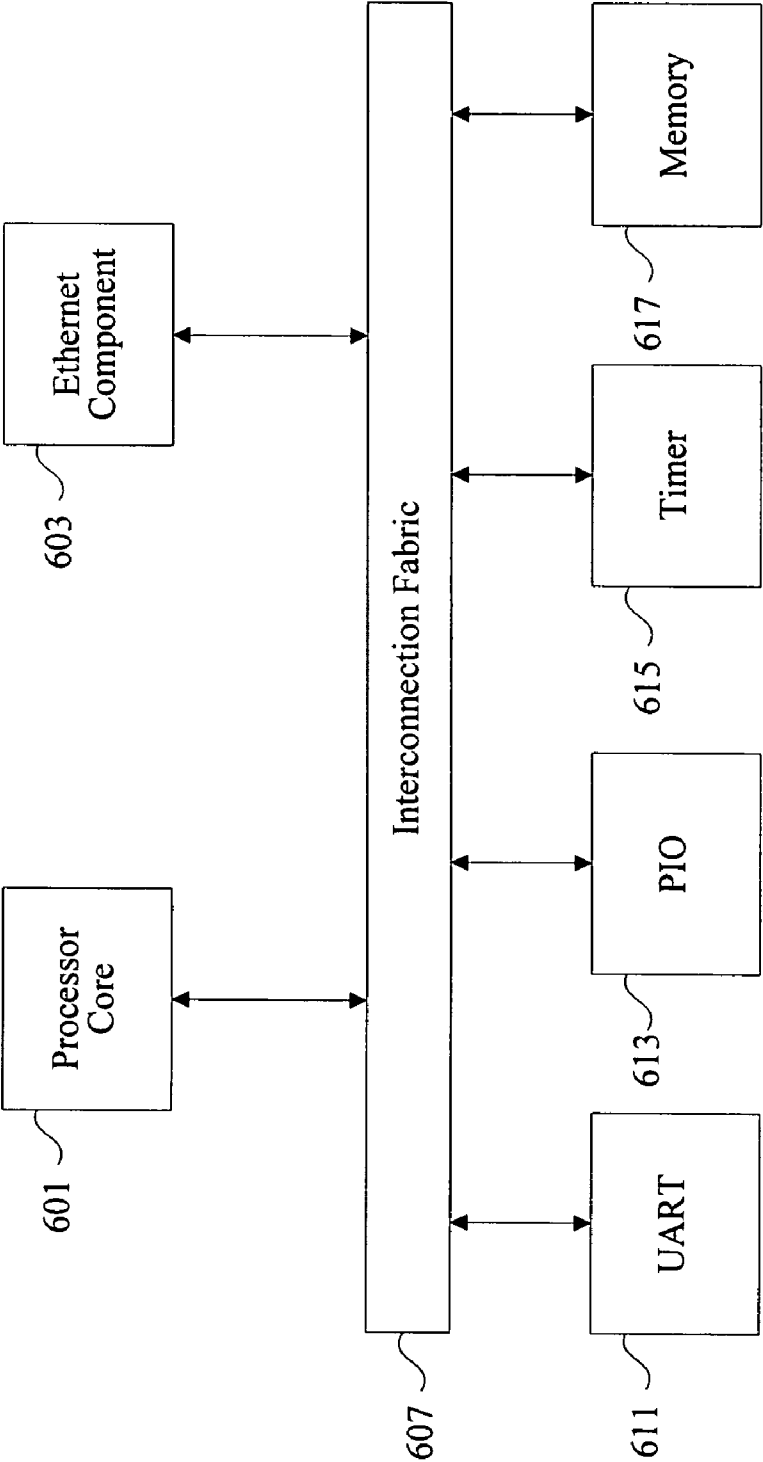 Processor
Core
601
Ethernet
Component
603
Interconnection Fabric
607
UART
611
PIO
613
Timer
615
Memory
617